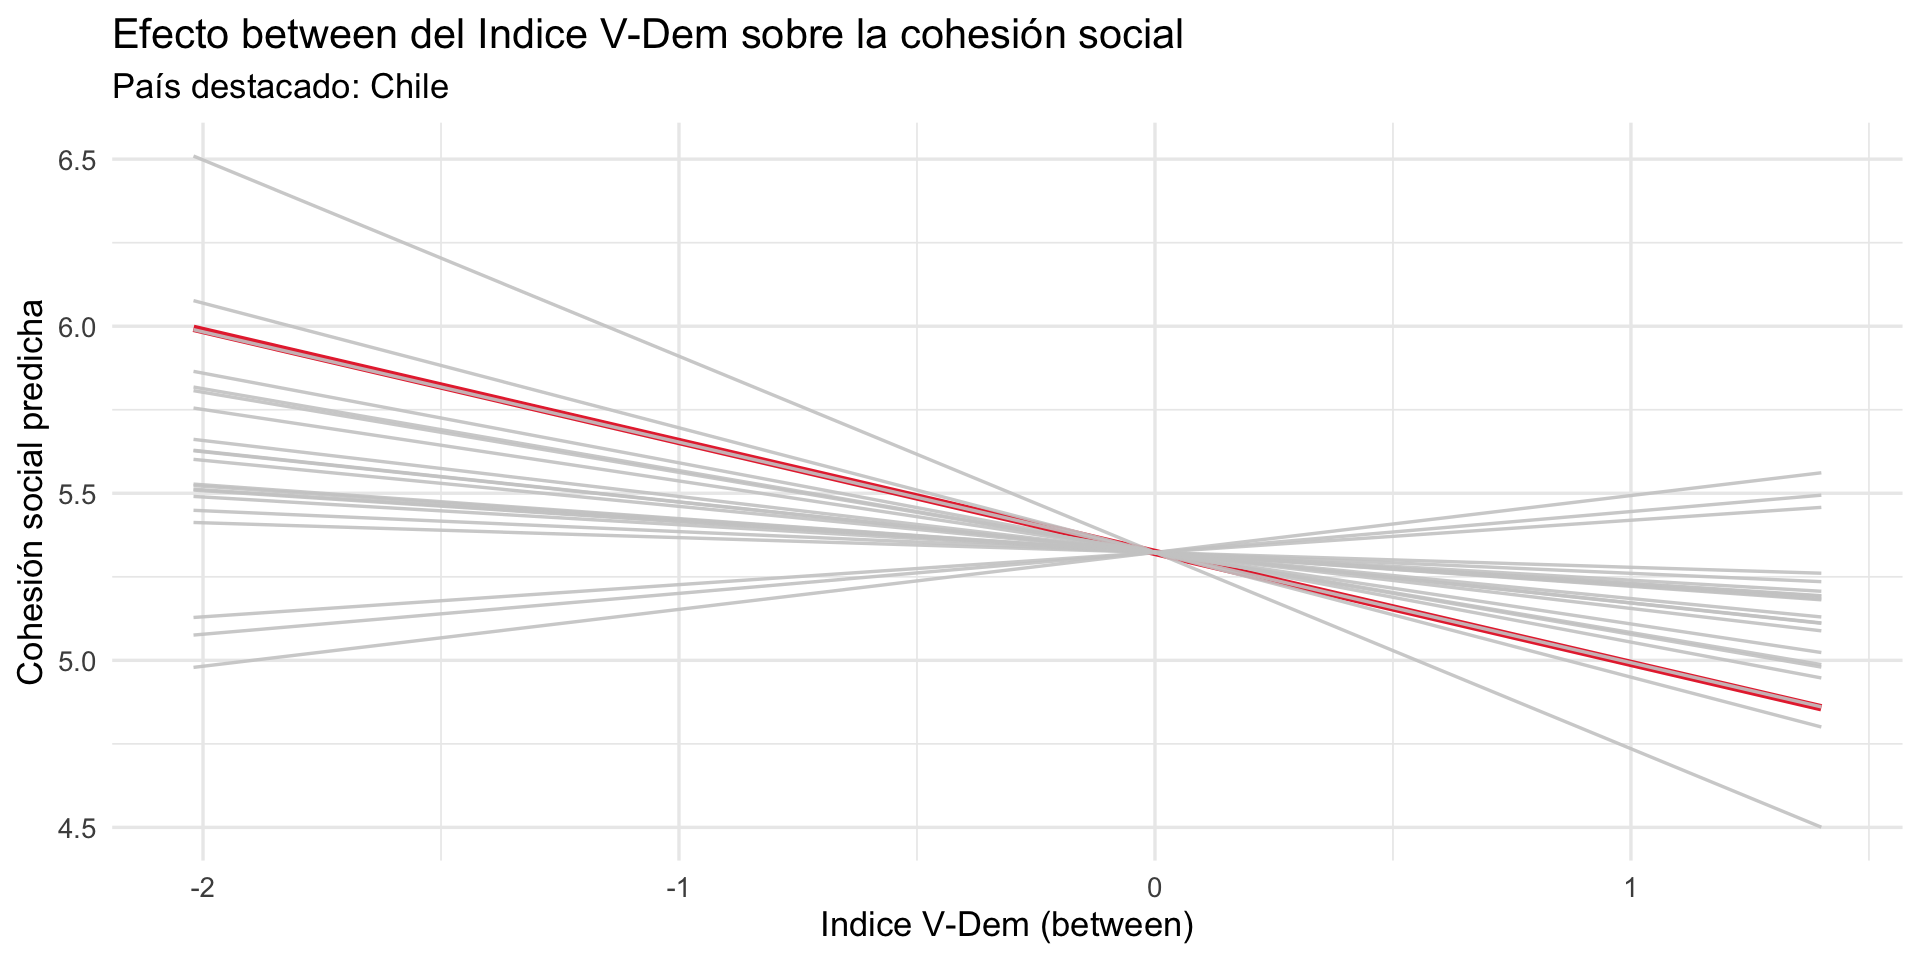 Efecto between del Indice V-Dem sobre la cohesión social
País destacado: Chile
Cohesión social predicha
6.5
6.0
5.5
5.0
4.5
-2
-1
0
1
Indice V-Dem (between)